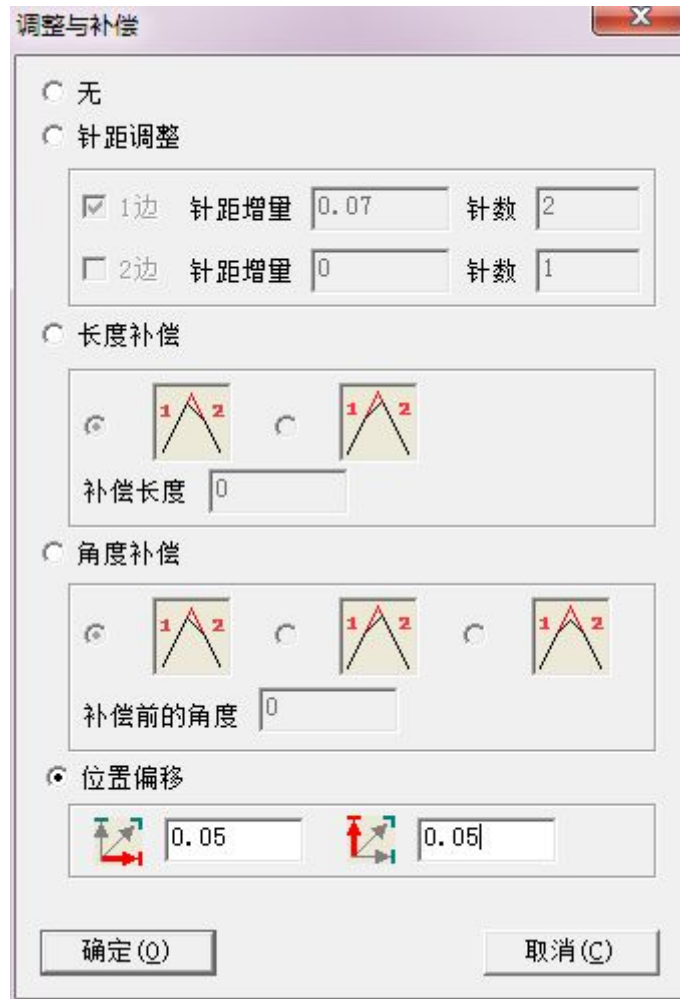 调整与补偿
无
针距调整
1边 针距增量 0.07 针数 2
2边 针距增量 0 针数 1
长度补偿
1 2 1 2
补偿长度 0
角度补偿
1 2 1 2 1 2
补偿前的角度 0
位置偏移
0.05 0.05
确定(O) 取消(C)